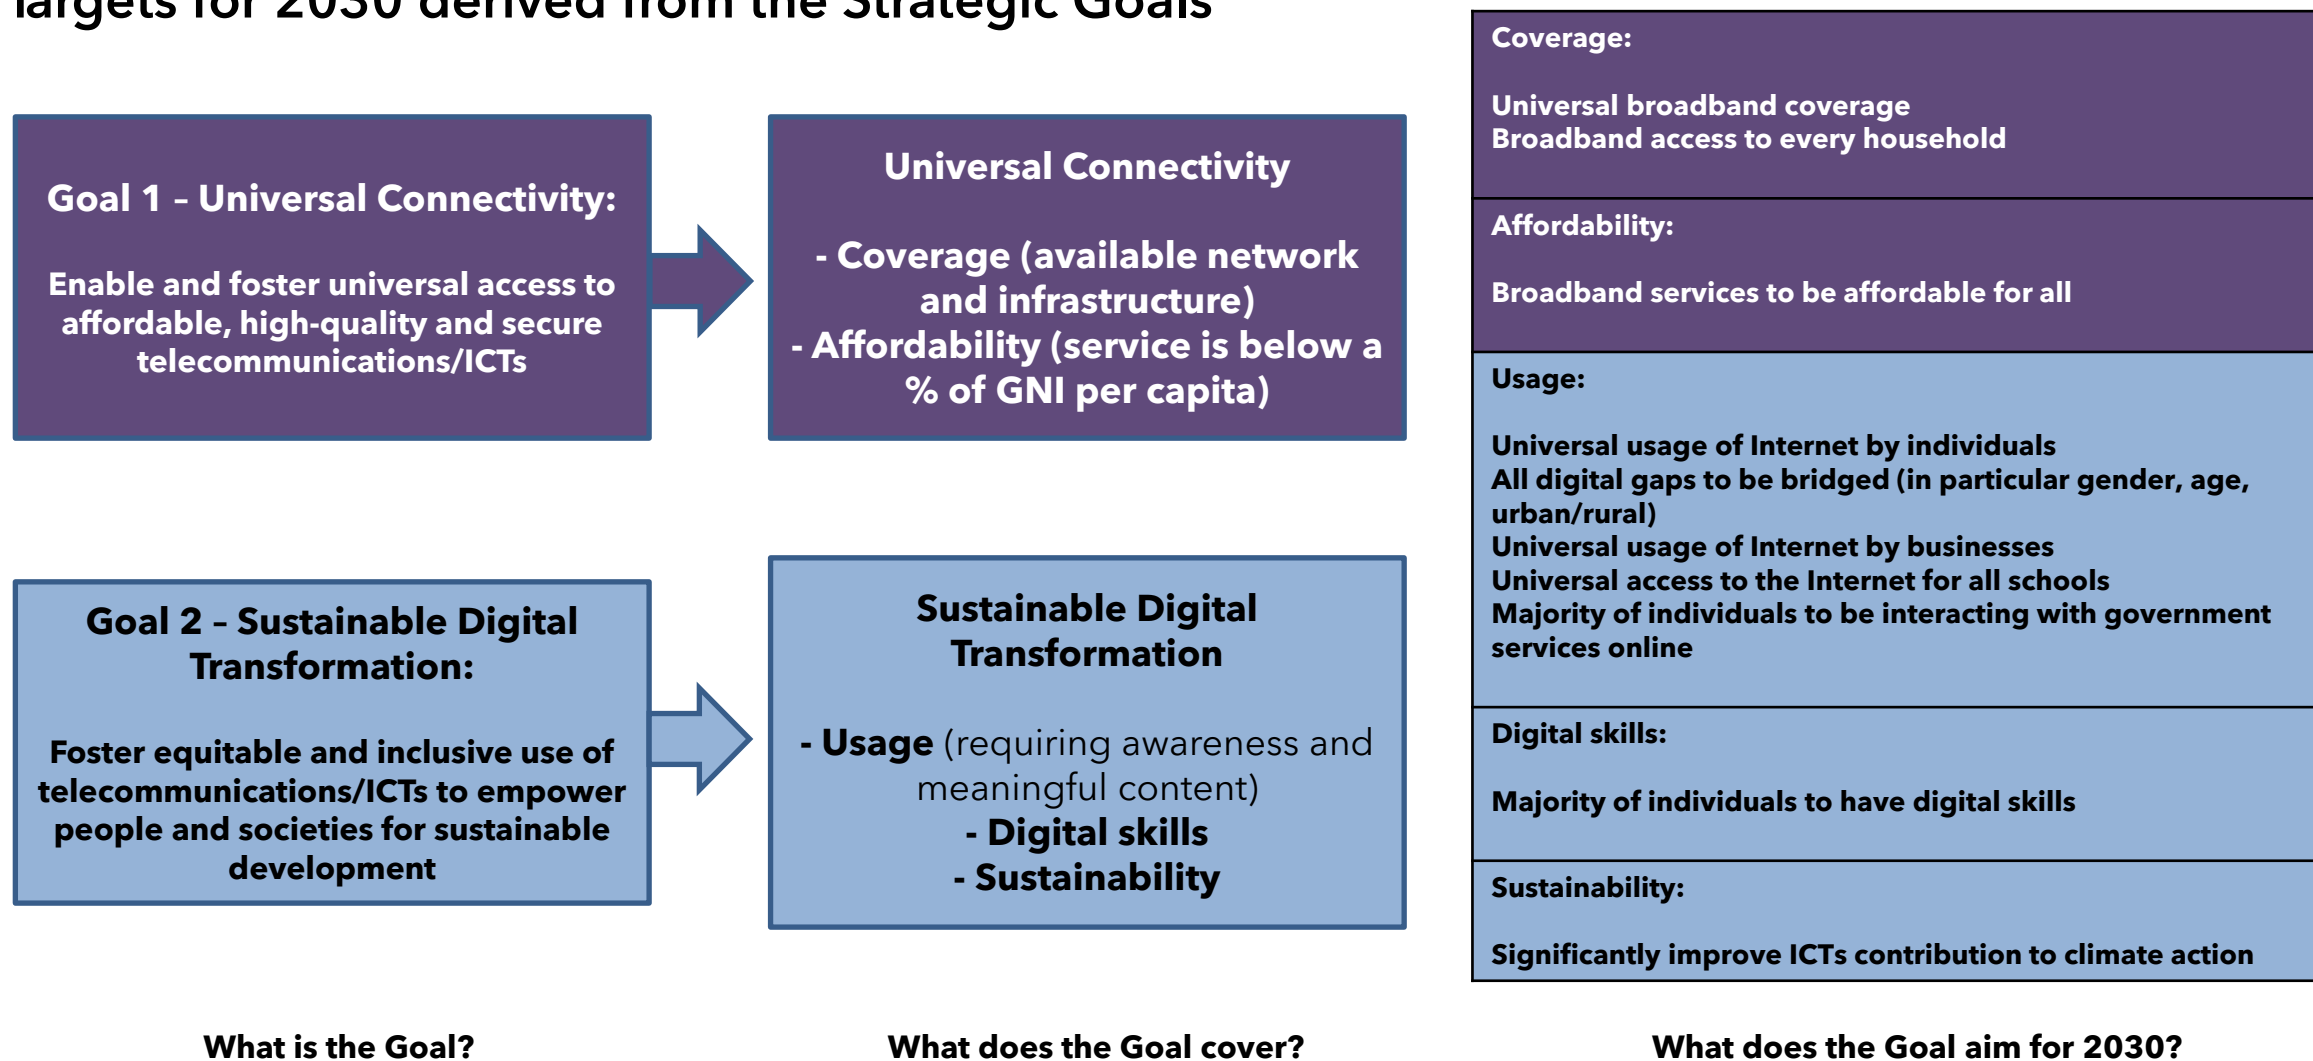 Targets for 2030 derived from the Strategic Goals
Goal 1 – Universal Connectivity:
Enable and foster universal access to
affordable, high-quality and secure
telecommunications/ICTs
Universal Connectivity
- Coverage (available network
and infrastructure)
- Affordability (service is below a
% of GNI per capita)
Goal 2 – Sustainable Digital
Transformation:
Foster equitable and inclusive use of
telecommunications/ICTs to empower
people and societies for sustainable
development
Sustainable Digital
Transformation
- Usage (requiring awareness and
meaningful content)
- Digital skills
- Sustainability
Coverage:
Universal broadband coverage
Broadband access to every household
Affordability:
Broadband services to be affordable for all
Usage:
Universal usage of Internet by individuals
All digital gaps to be bridged (in particular gender, age,
urban/rural)
Universal usage of Internet by businesses
Universal access to the Internet for all schools
Majority of individuals to be interacting with government
services online
Digital skills:
Majority of individuals to have digital skills
Sustainability:
Significantly improve ICTs contribution to climate action
What is the Goal?
What does the Goal cover?
What does the Goal aim for 2030?